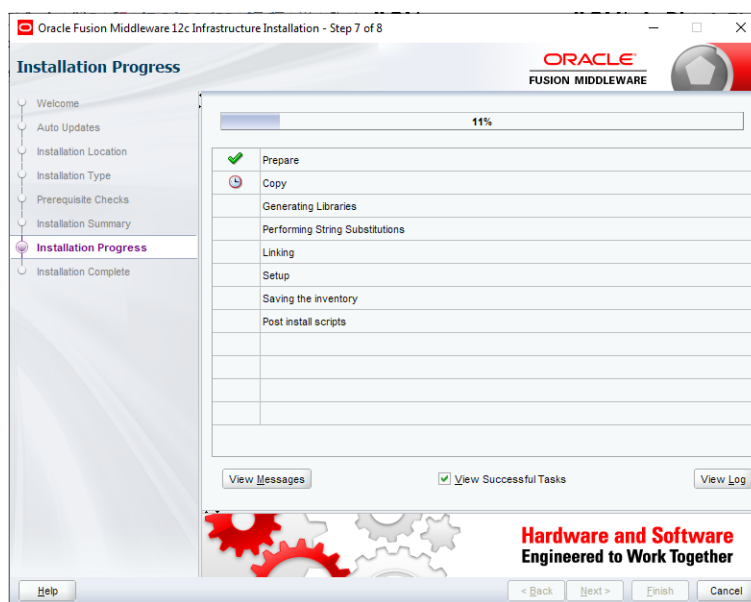 Oracle Fusion Middleware 12c Infrastructure Installation - Step 7 of 8
Installation Progress
ORACLE
FUSION MIDDLEWARE
Welcome
Auto Updates
Installation Location
Installation Type
Prerequisite Checks
Installation Summary
Installation Progress
Installation Complete
11%
Prepare
Copy
Generating Libraries
Performing String Substitutions
Linking
Setup
Saving the inventory
Post install scripts
View Messages
View Successful Tasks
View Log
Hardware and Software
Engineered to Work Together
Help
< Back
Next >
Finish
Cancel